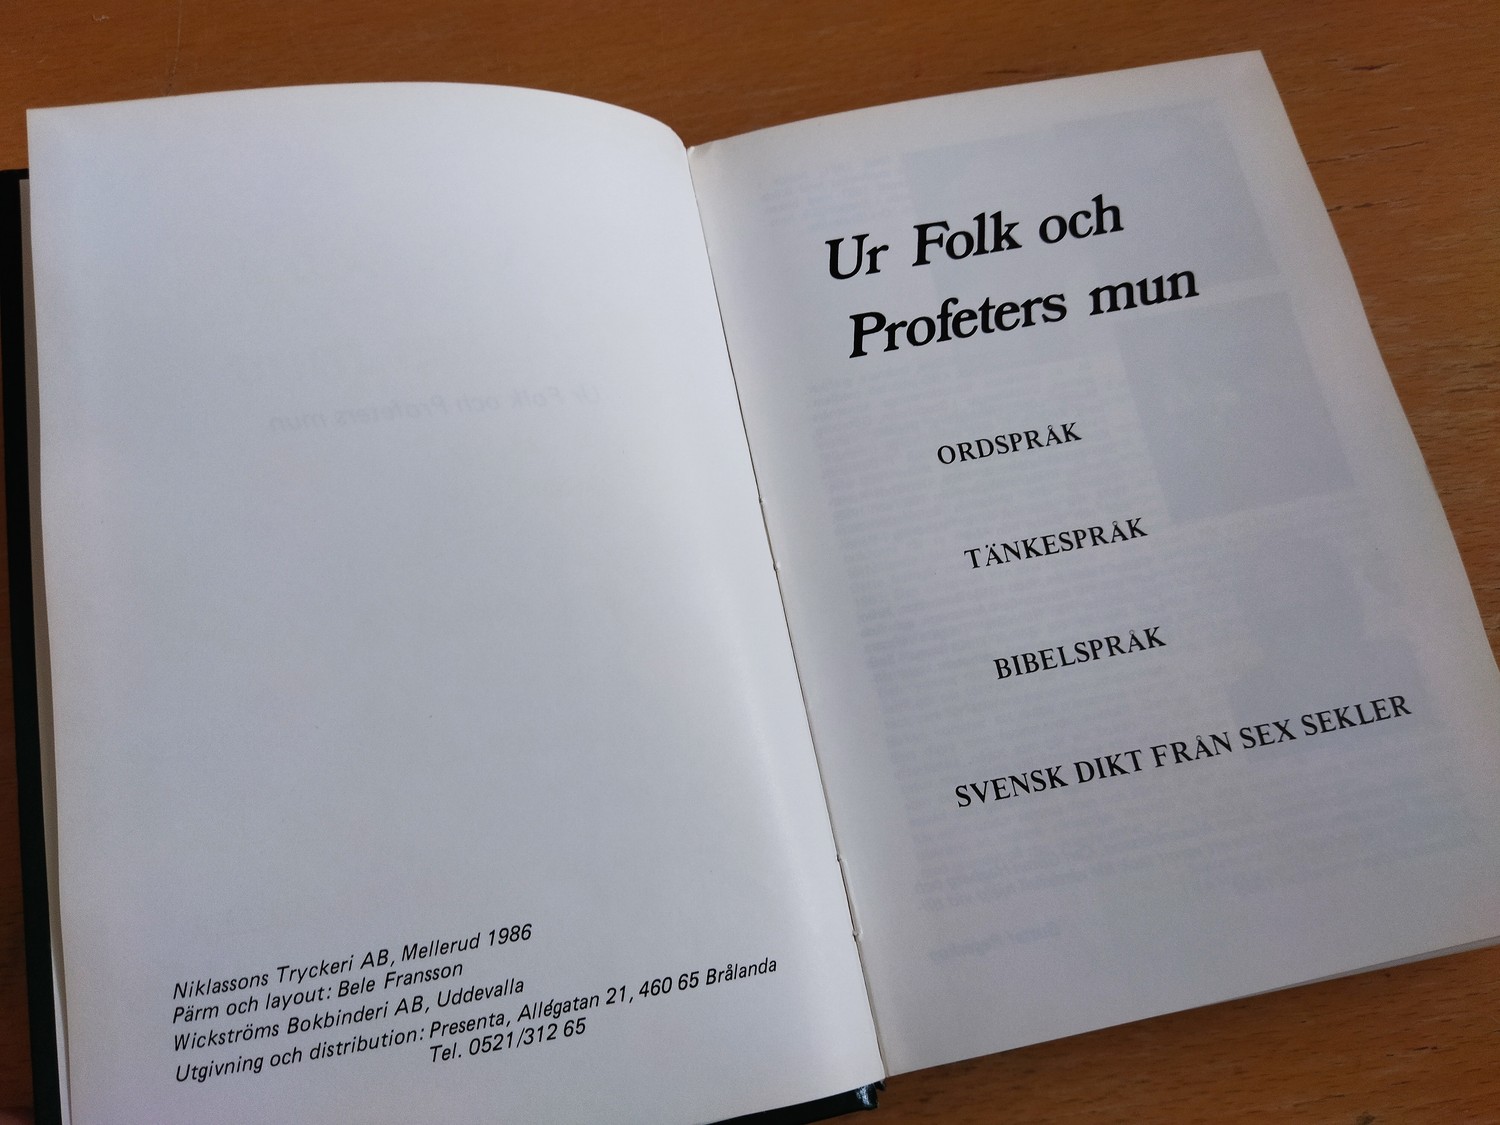 Niklassons Tryckeri AB, Mellerud 1986
Pärm och layout: Bele Fransson
Wickströms Bokbinderi AB, Uddevalla
Utgivning och distribution: Presenta, Allégatan 21, 460 65 Brålanda
Tel. 0521/312 65
Ur Folk och
Profeters mun
ORDSPRÅK
TÄNKESPRÅK
BIBELSPRÅK
SVENSK DIKT FRÅN SEX SEKLER